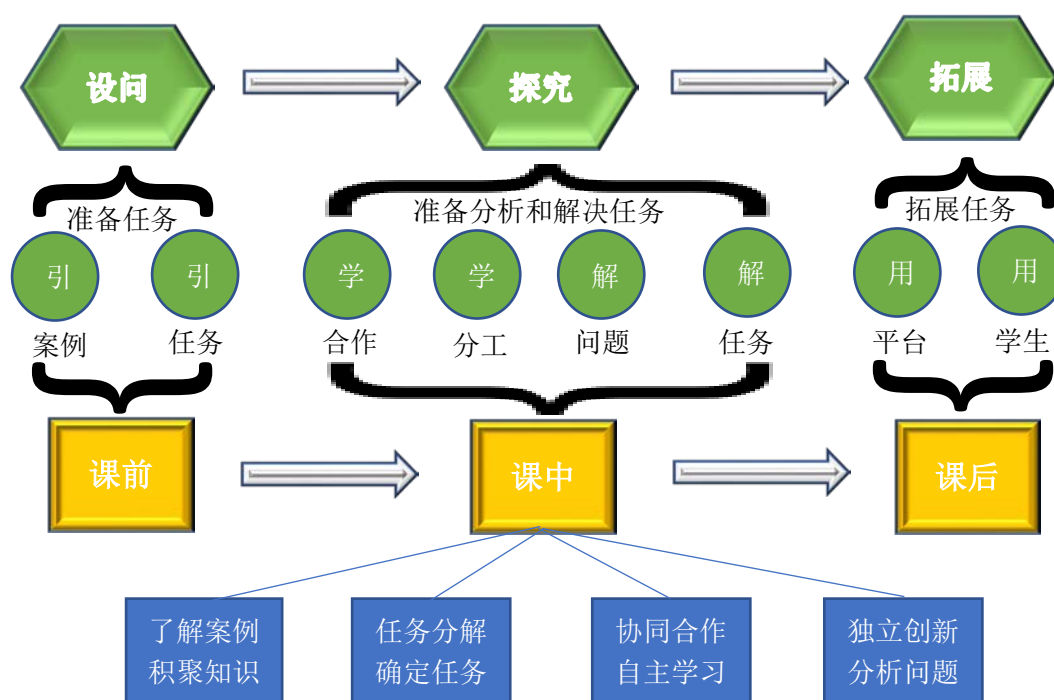 设问
探究
拓展
准备任务
准备分析和解决任务
拓展任务
引
引
学
学
解
解
用
用
案例
任务
合作
分工
问题
任务
平台
学生
课前
课中
课后
了解案例
积聚知识
任务分解
确定任务
协同合作
自主学习
独立创新
分析问题